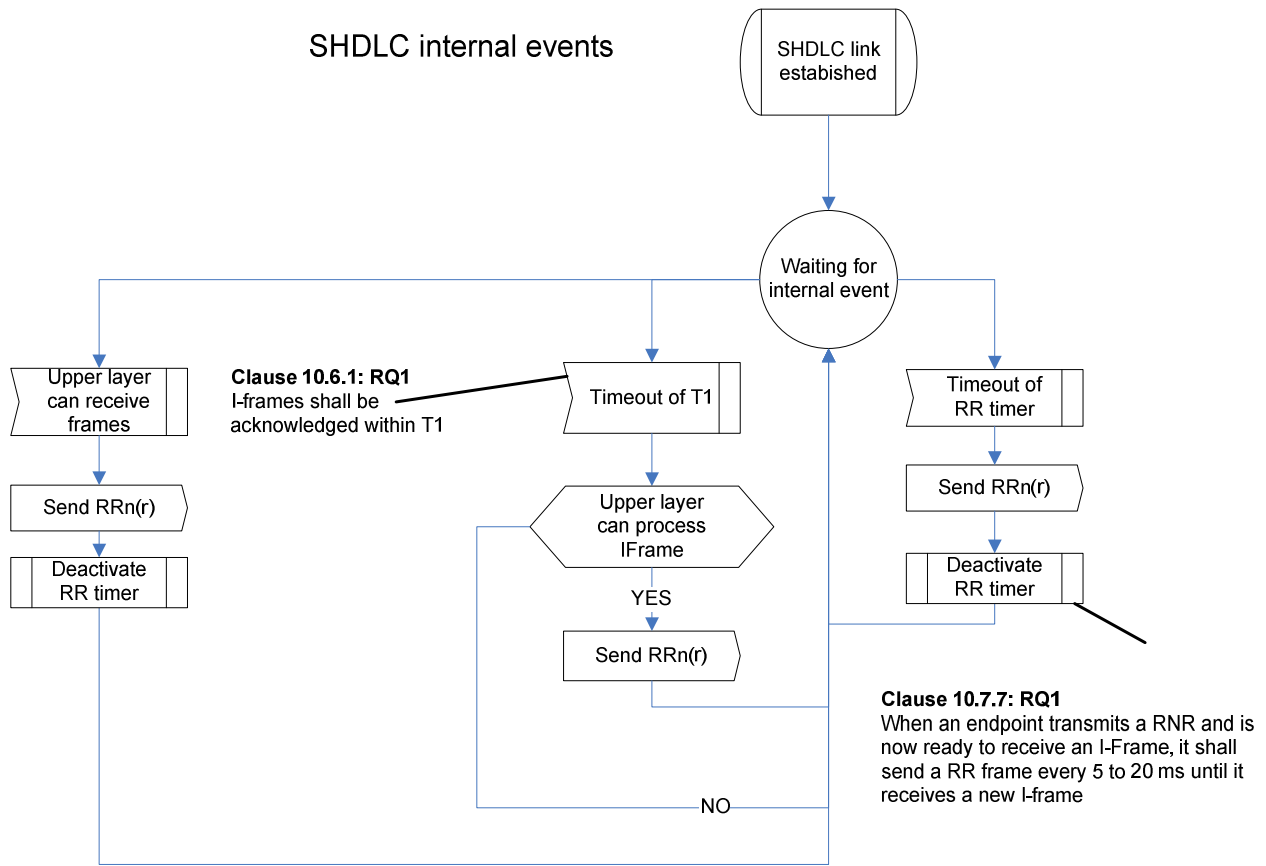 SHDLC internal events
SHDLC link
estabished
Waiting for
internal event
Upper layer
can receive
frames
Send RRn(r)
Deactivate
RR timer
Clause 10.6.1: RQ1
I-frames shall be
acknowledged within T1
Timeout of T1
Upper layer
can process
IFrame
YES
Send RRn(r)
NO
Timeout of
RR timer
Send RRn(r)
Deactivate
RR timer
Clause 10.7.7: RQ1
When an endpoint transmits a RNR and is
now ready to receive an I-Frame, it shall
send a RR frame every 5 to 20 ms until it
receives a new I-frame